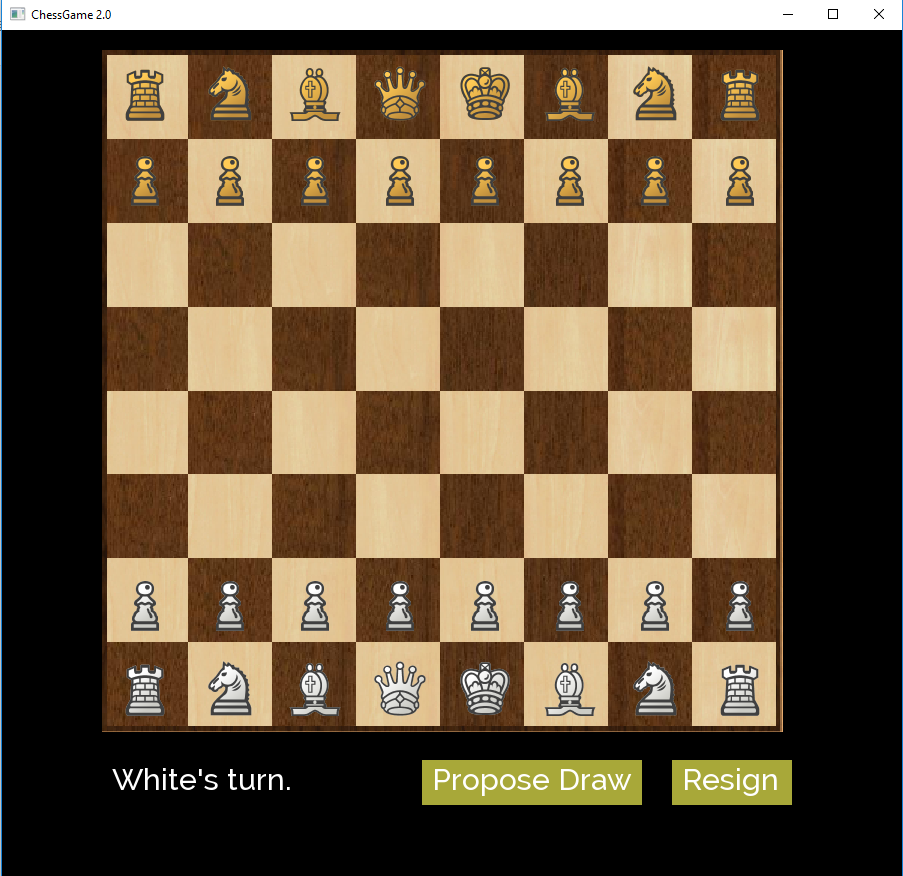 ChessGame 2.0
White's turn.
Propose Draw
Resign